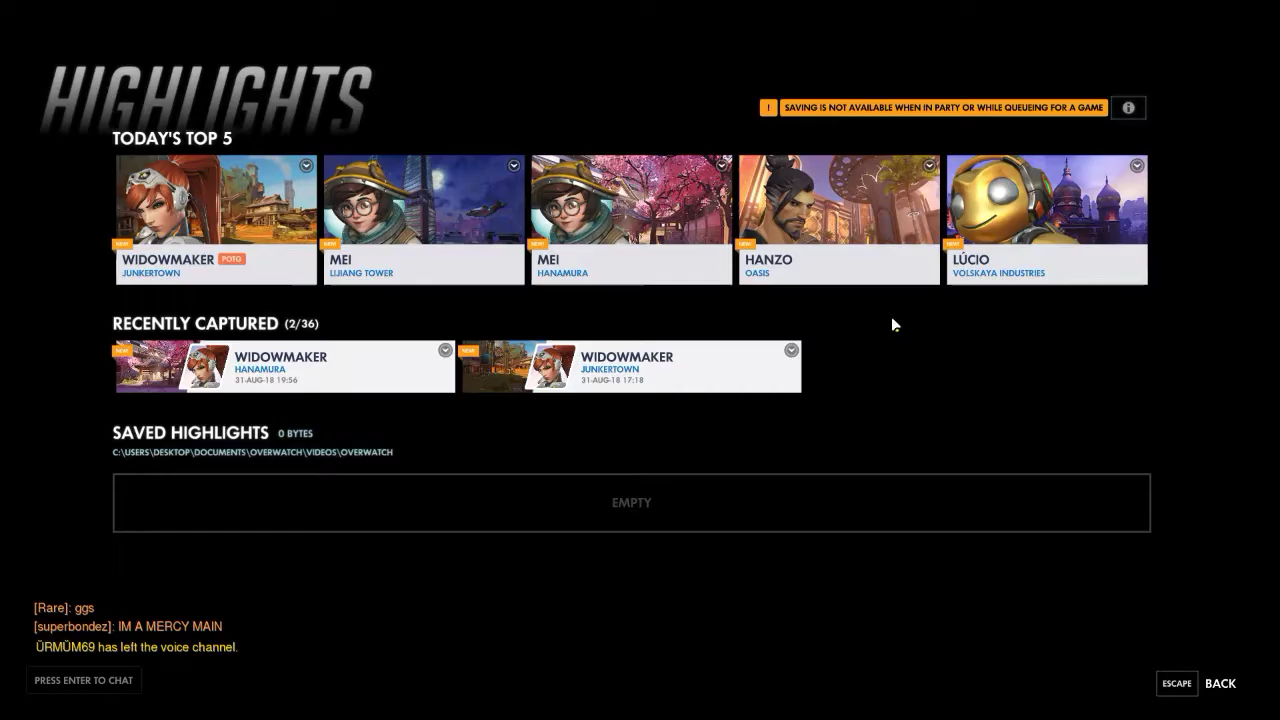 HIGHLIGHTS
! SAVING IS NOT AVAILABLE WHEN IN PARTY OR WHILE QUEUEING FOR A GAME
TODAY'S TOP 5
NEW! NEW! NEW! NEW! NEW!
WIDOWMAKER POTG
JUNKERTOWN
MEI
LIJIANG TOWER
MEI
HANAMURA
HANZO
OASIS
LÚCIO
VOLSKAYA INDUSTRIES
RECENTLY CAPTURED (2/36)
NEW!
WIDOWMAKER
HANAMURA
31-AUG-18 19:56
NEW!
WIDOWMAKER
JUNKERTOWN
31-AUG-18 17:18
SAVED HIGHLIGHTS 0 BYTES
C:\USERS\DESKTOP\DOCUMENTS\OVERWATCH\VIDEOS\OVERWATCH
EMPTY
[Rare]: ggs
[superbondez]: IM A MERCY MAIN
ŬRMŬM69 has left the voice channel.
PRESS ENTER TO CHAT
ESCAPE BACK